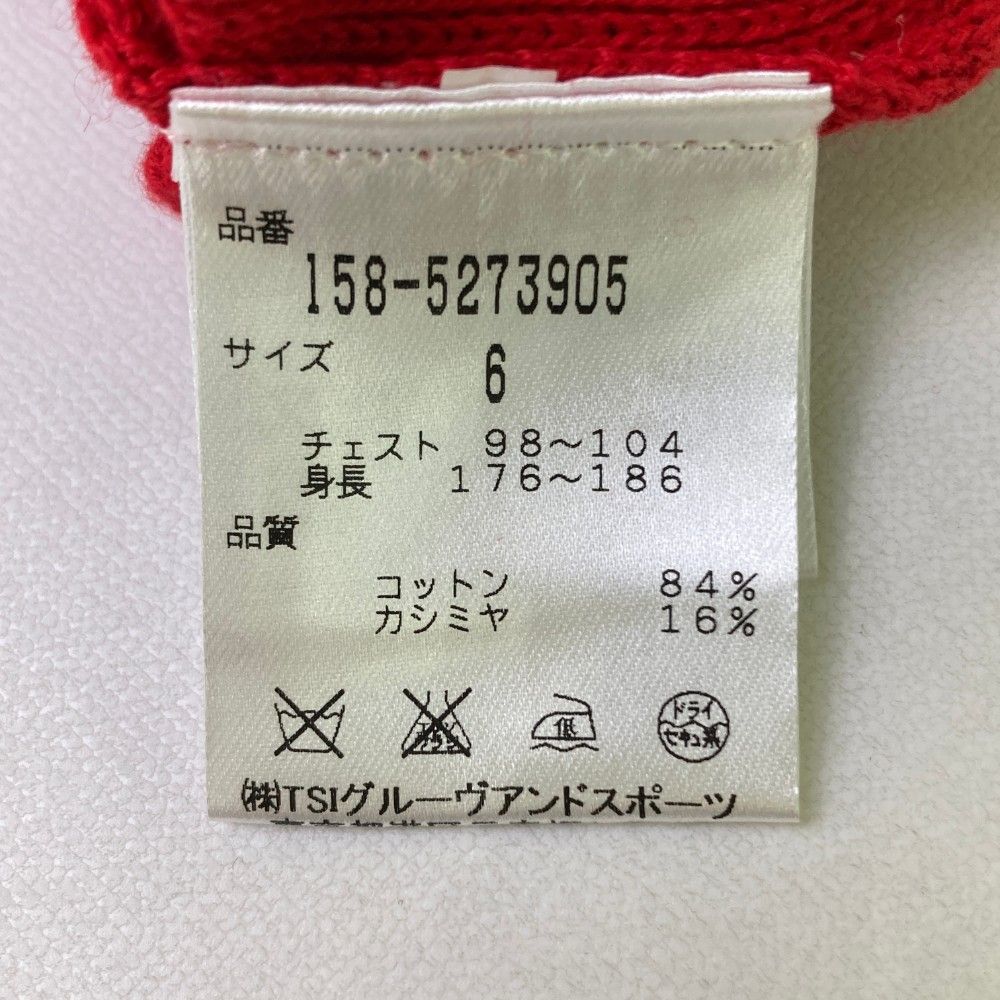 品番
158-5273905
サイズ 6
チェスト 98〜104
身長 176〜186
品質
コットン 84%
カシミヤ 16%
低 ドライ
セキユ系
㈱TSIグルーヴアンドスポーツ